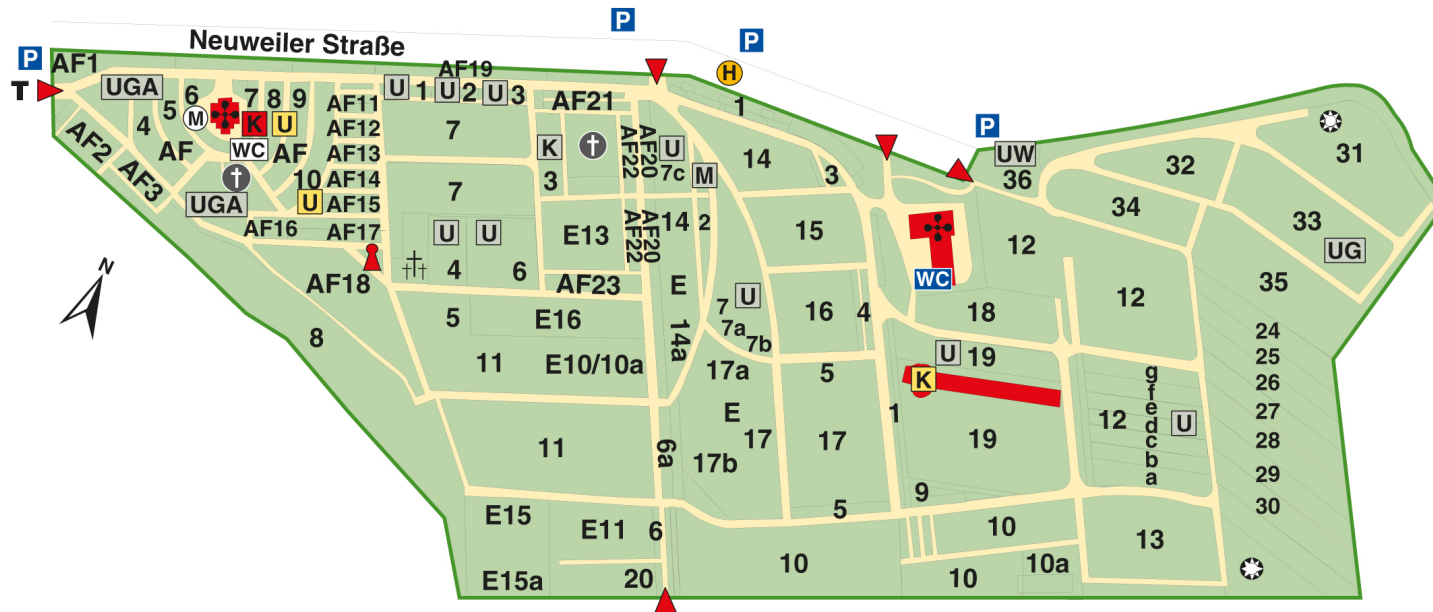 P
P
Neuweiler Straße
P
AF1
T
UGA
AF19
H
U 1 U 2 U 3
6
7 8 9
5
M
K
U
4
AF
WC
AF
AF2
AF3
UGA
10
U
AF11
AF12
AF13
AF14
AF15
AF16
AF17
AF18
7
7
AF21
K
3
AF22
AF20
U
7c
M
1
14
3
P
UW
36
32
31
34
33
UG
35
U
U
4
6
E13
AF22
AF20
14
2
15
12
WC
AF23
E
7
U
7a
7b
16
4
18
12
5
E16
14a
8
11
E10/10a
17a
5
U
19
K
24
25
26
27
28
29
30
g
f
e
d
c
b
a
12
U
E
17
17b
17
1
19
11
6a
9
5
E15
E11
6
10
10
13
E15a
20
10
10a
N